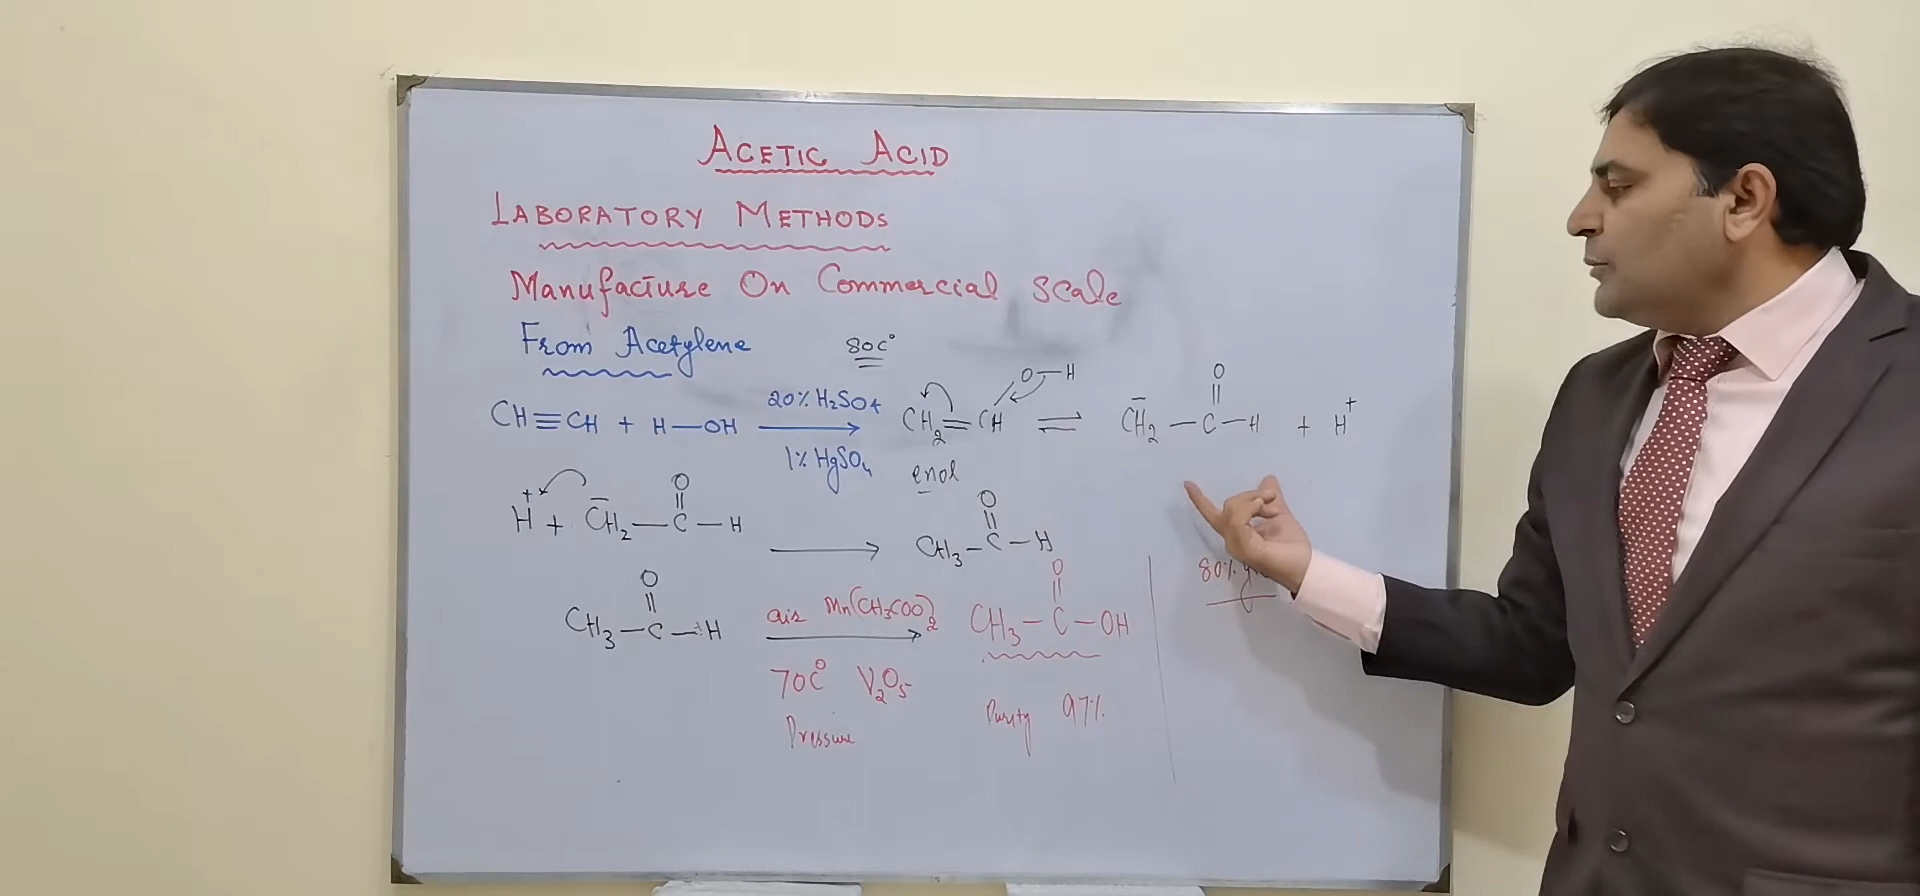 ACETIC ACID
LABORATORY METHODS
Manufacture On Commercial Scale
From Acetylene 80C°
CH≡CH + H—OH 20% H₂SO₄ 1% HgSO₄ → CH₂=CH O—H ⇌ C̄H₂—C—H O + H⁺
enol
H⁺ + C̄H₂—C—H O → CH₃—C—H O
CH₃—C—H O air Mn(CH₃COO)₂ → CH₃—C—OH O
70C° V₂O₅
Pressure
Purity 97%
80%